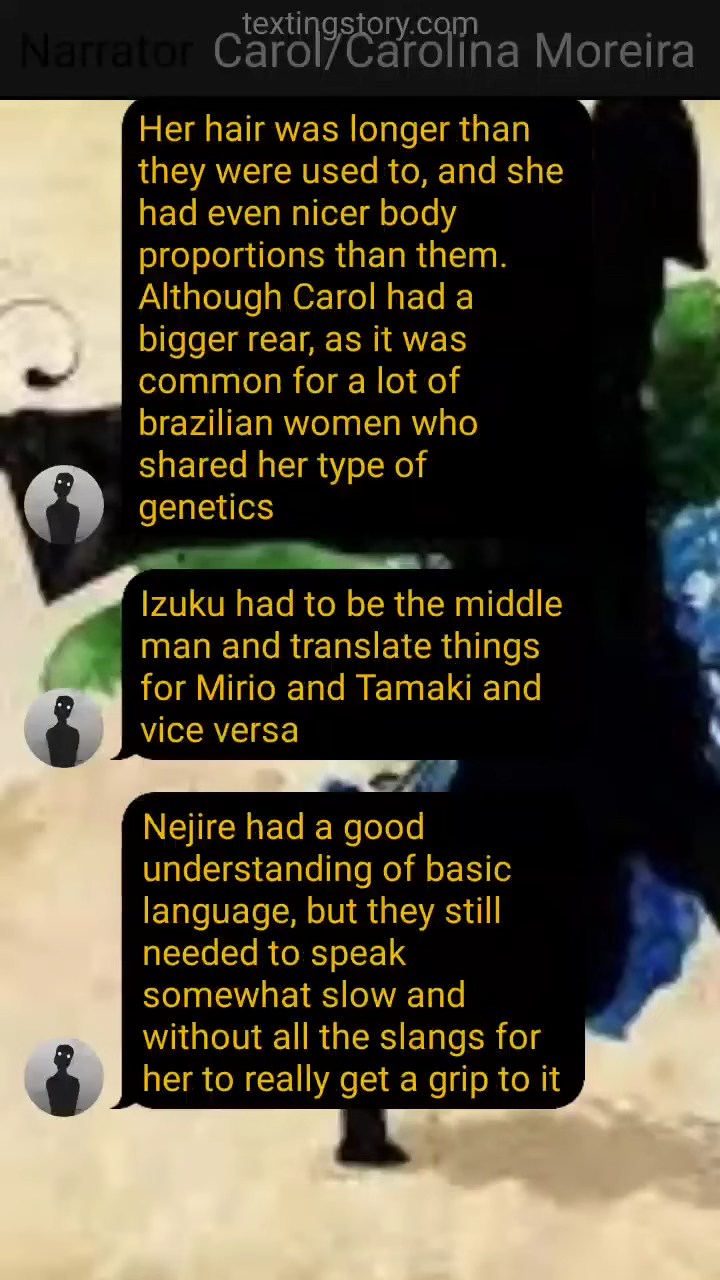 textingstory.com
Narrator Carol/Carolina Moreira
Her hair was longer than
they were used to, and she
had even nicer body
proportions than them.
Although Carol had a
bigger rear, as it was
common for a lot of
brazilian women who
shared her type of
genetics
Izuku had to be the middle
man and translate things
for Mirio and Tamaki and
vice versa
Nejire had a good
understanding of basic
language, but they still
needed to speak
somewhat slow and
without all the slangs for
her to really get a grip to it